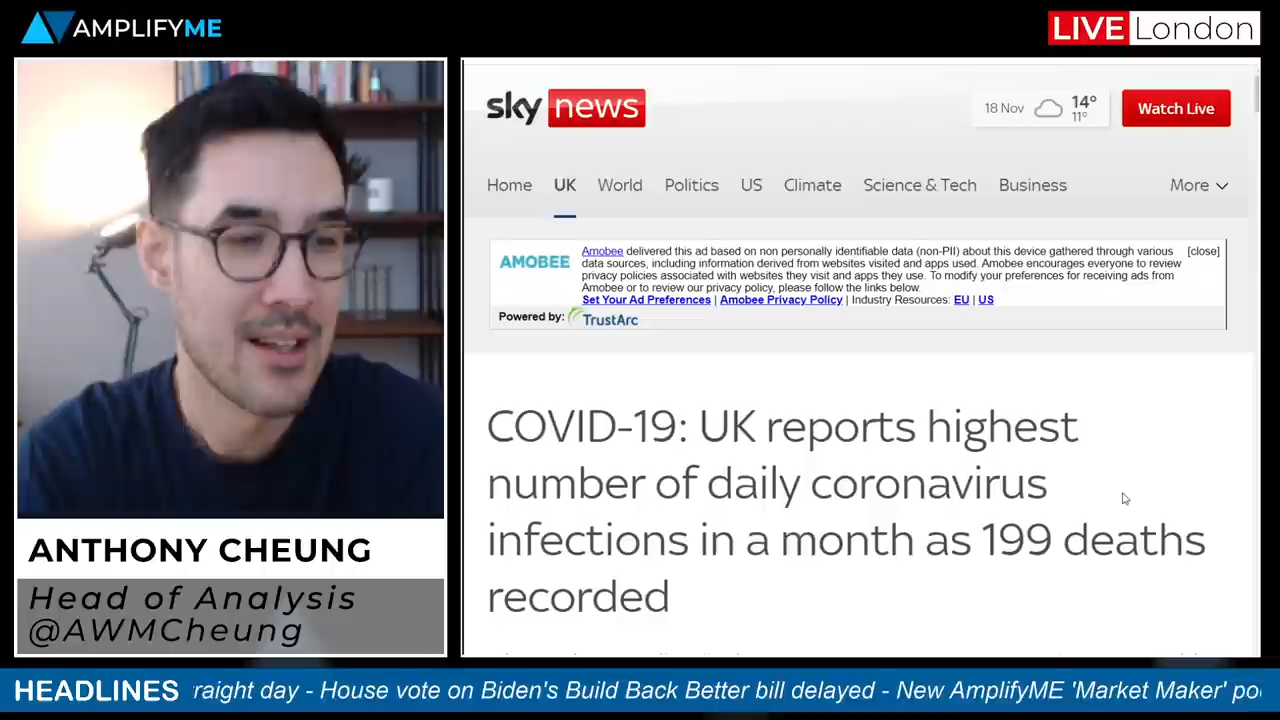 AMPLIFYME
LIVE London
sky news
18 Nov 14° 11°
Watch Live
Home UK World Politics US Climate Science & Tech Business More
AMOBEE
Amobee delivered this ad based on non personally identifiable data (non-PII) about this device gathered through various
data sources, including information derived from websites visited and apps used. Amobee encourages everyone to review
privacy policies associated with websites they visit and apps they use. To modify your preferences for receiving ads from
Amobee or to review our privacy policy, please follow the links below.
Set Your Ad Preferences | Amobee Privacy Policy | Industry Resources: EU | US
[close]
Powered by: TrustArc
COVID-19: UK reports highest
number of daily coronavirus
infections in a month as 199 deaths
recorded
ANTHONY CHEUNG
Head of Analysis
@AWMCheung
HEADLINES raight day - House vote on Biden's Build Back Better bill delayed - New AmplifyME 'Market Maker' po